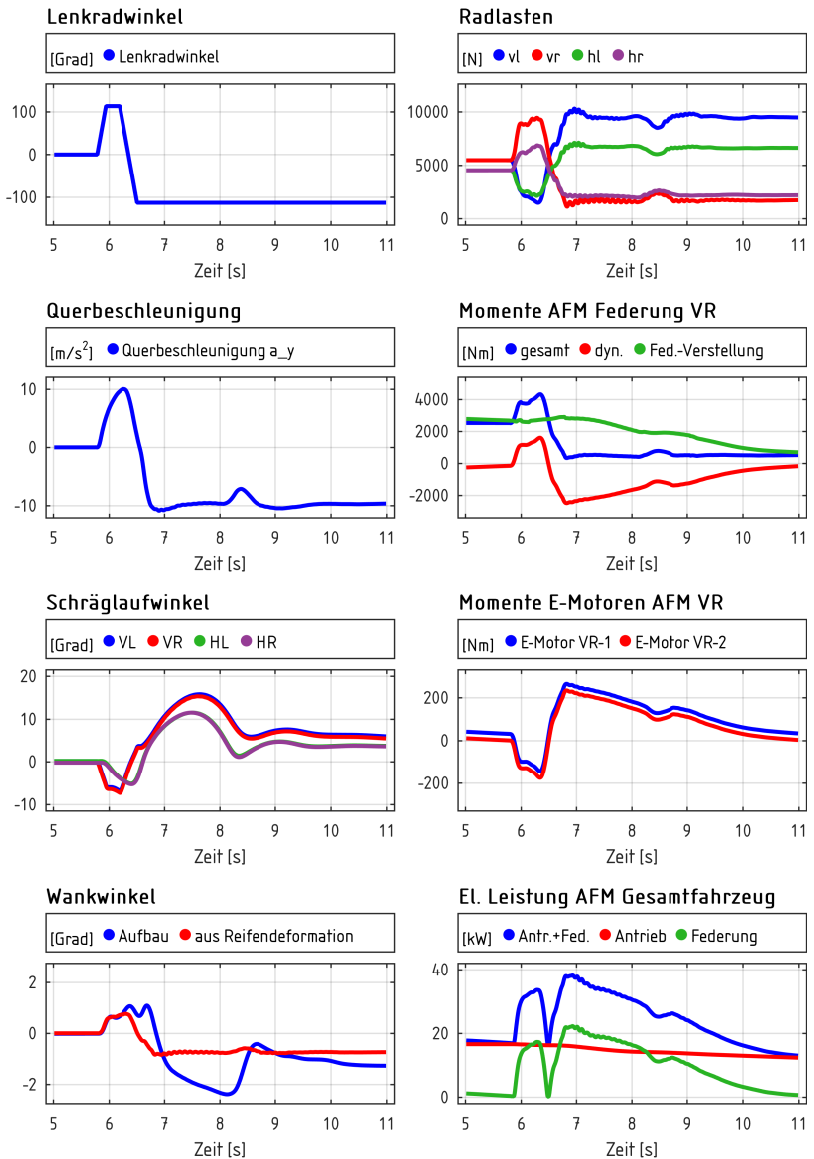 Lenkradwinkel
[Grad] Lenkradwinkel
100
0
-100
5 6 7 8 9 10 11
Zeit [s]
Radlasten
[N] vl vr hl hr
10000
5000
0
5 6 7 8 9 10 11
Zeit [s]
Querbeschleunigung
[m/s²] Querbeschleunigung a_y
10
0
-10
5 6 7 8 9 10 11
Zeit [s]
Momente AFM Federung VR
[Nm] gesamt dyn. Fed.-Verstellung
4000
2000
0
-2000
5 6 7 8 9 10 11
Zeit [s]
Schräglaufwinkel
[Grad] VL VR HL HR
20
10
0
-10
5 6 7 8 9 10 11
Zeit [s]
Momente E-Motoren AFM VR
[Nm] E-Motor VR-1 E-Motor VR-2
200
0
-200
5 6 7 8 9 10 11
Zeit [s]
Wankwinkel
[Grad] Aufbau aus Reifendeformation
2
0
-2
5 6 7 8 9 10 11
Zeit [s]
El. Leistung AFM Gesamtfahrzeug
[kW] Antr.+Fed. Antrieb Federung
40
20
0
5 6 7 8 9 10 11
Zeit [s]